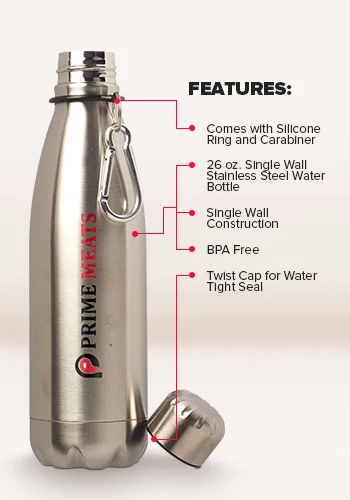 FEATURES:
Comes with Silicone
Ring and Carabiner
26 oz. Single Wall
Stainless Steel Water
Bottle
Single Wall
Construction
BPA Free
Twist Cap for Water
Tight Seal
PRIME MEATS